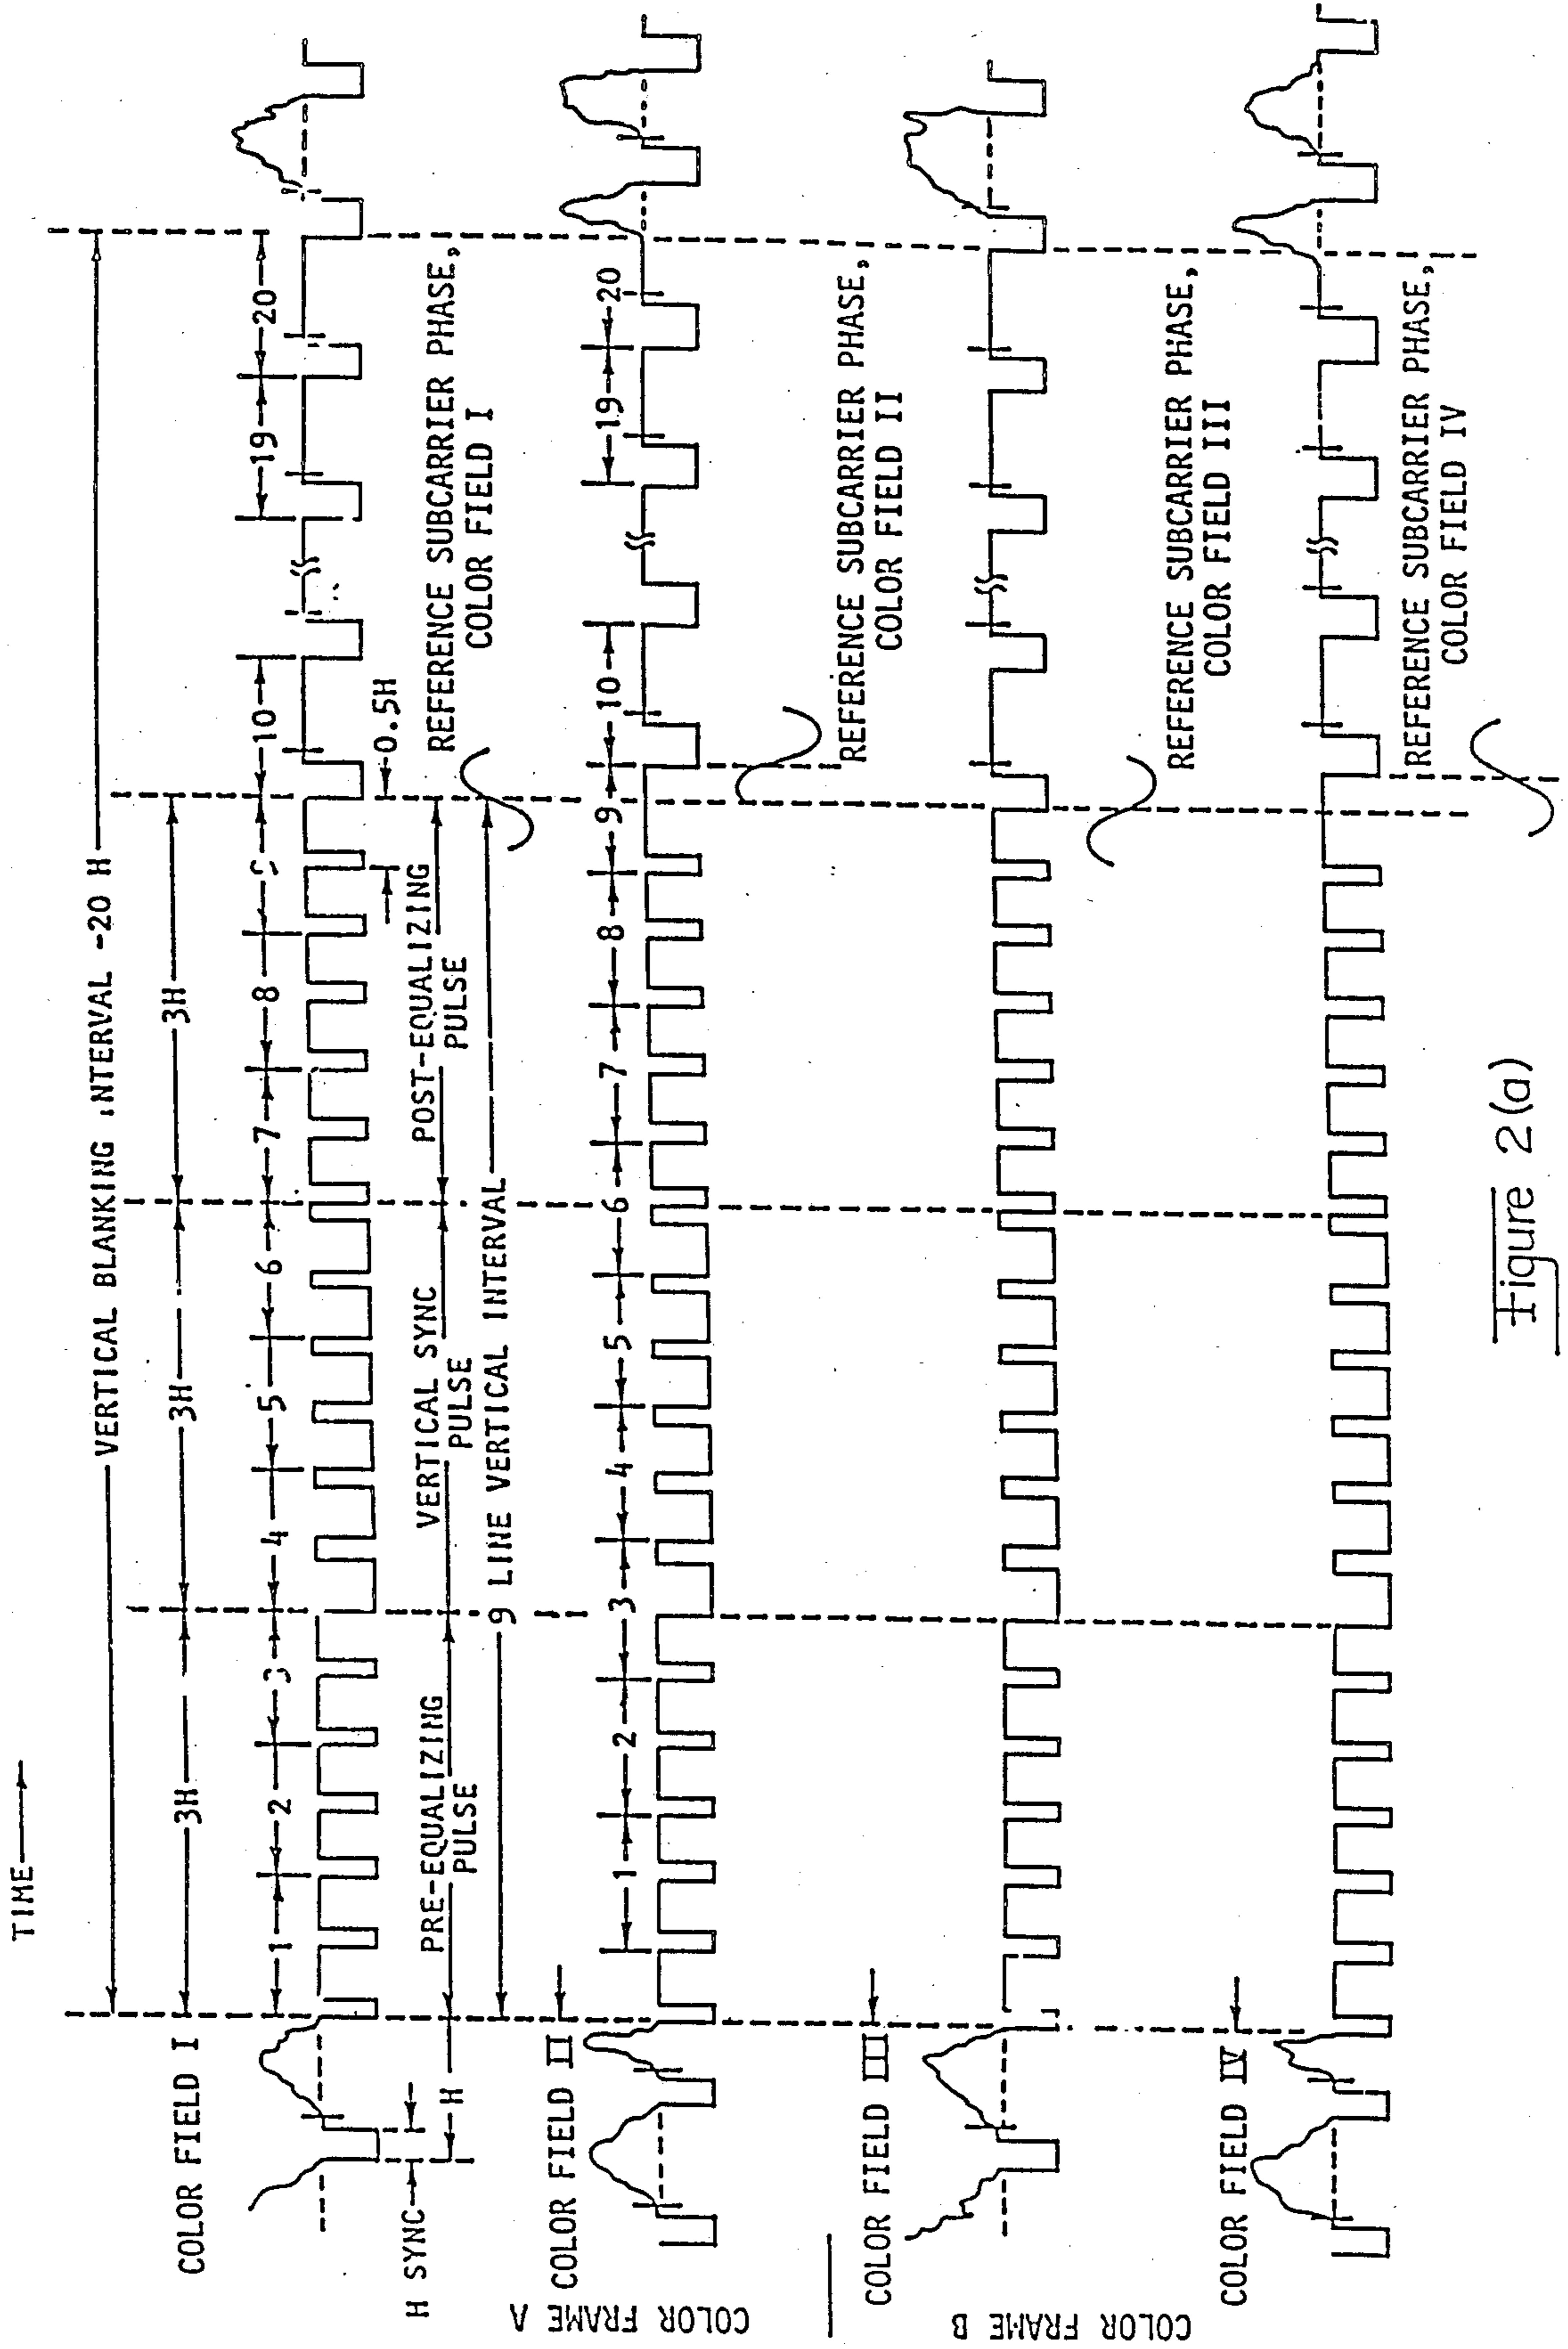 TIME
VERTICAL BLANKING INTERVAL -20 H
3H 3H 3H
COLOR FIELD I
1 2 3 4 5 6 7 8 9 10 19 20
0.5H
H SYNC
H
PRE-EQUALIZING
PULSE
VERTICAL SYNC
PULSE
POST-EQUALIZING
PULSE
9 LINE VERTICAL INTERVAL
REFERENCE SUBCARRIER PHASE,
COLOR FIELD I
COLOR FRAME A
COLOR FIELD II
1 2 3 4 5 6 7 8 9 10 19 20
REFERENCE SUBCARRIER PHASE,
COLOR FIELD II
COLOR FIELD III
REFERENCE SUBCARRIER PHASE,
COLOR FIELD III
COLOR FRAME B
COLOR FIELD IV
REFERENCE SUBCARRIER PHASE,
COLOR FIELD IV
Figure 2(a)